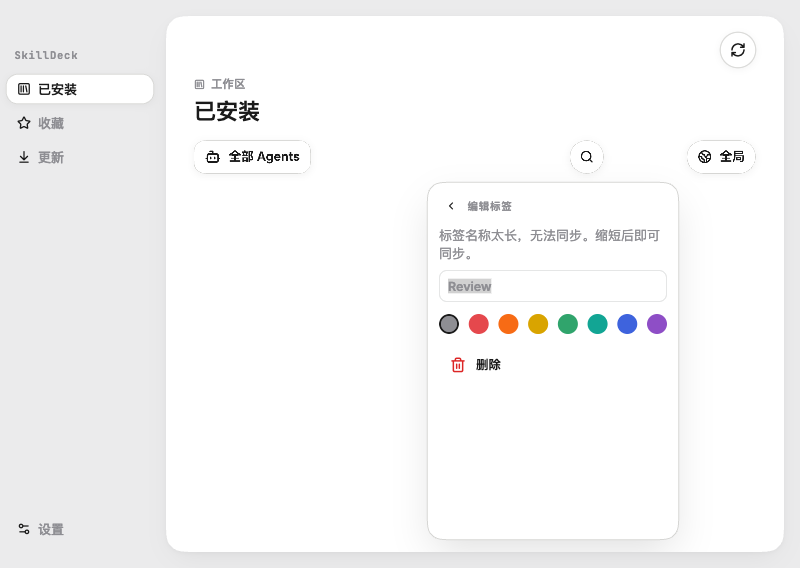 SkillDeck
已安装
收藏
更新
设置
工作区
已安装
全部 Agents
全局
编辑标签
标签名称太长，无法同步。缩短后即可
同步。
Review
删除